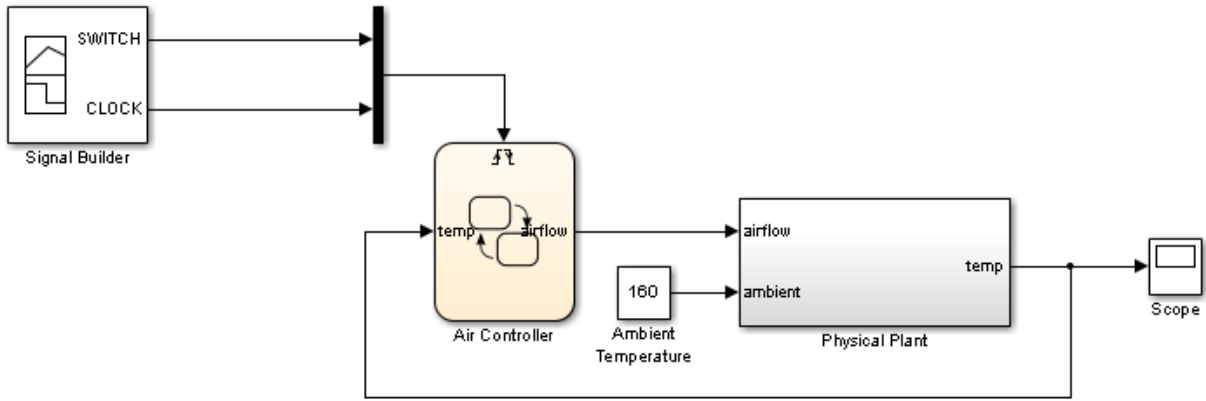 SWITCH
CLOCK
Signal Builder
temp
airflow
Air Controller
160
Ambient
Temperature
airflow
ambient
temp
Physical Plant
Scope